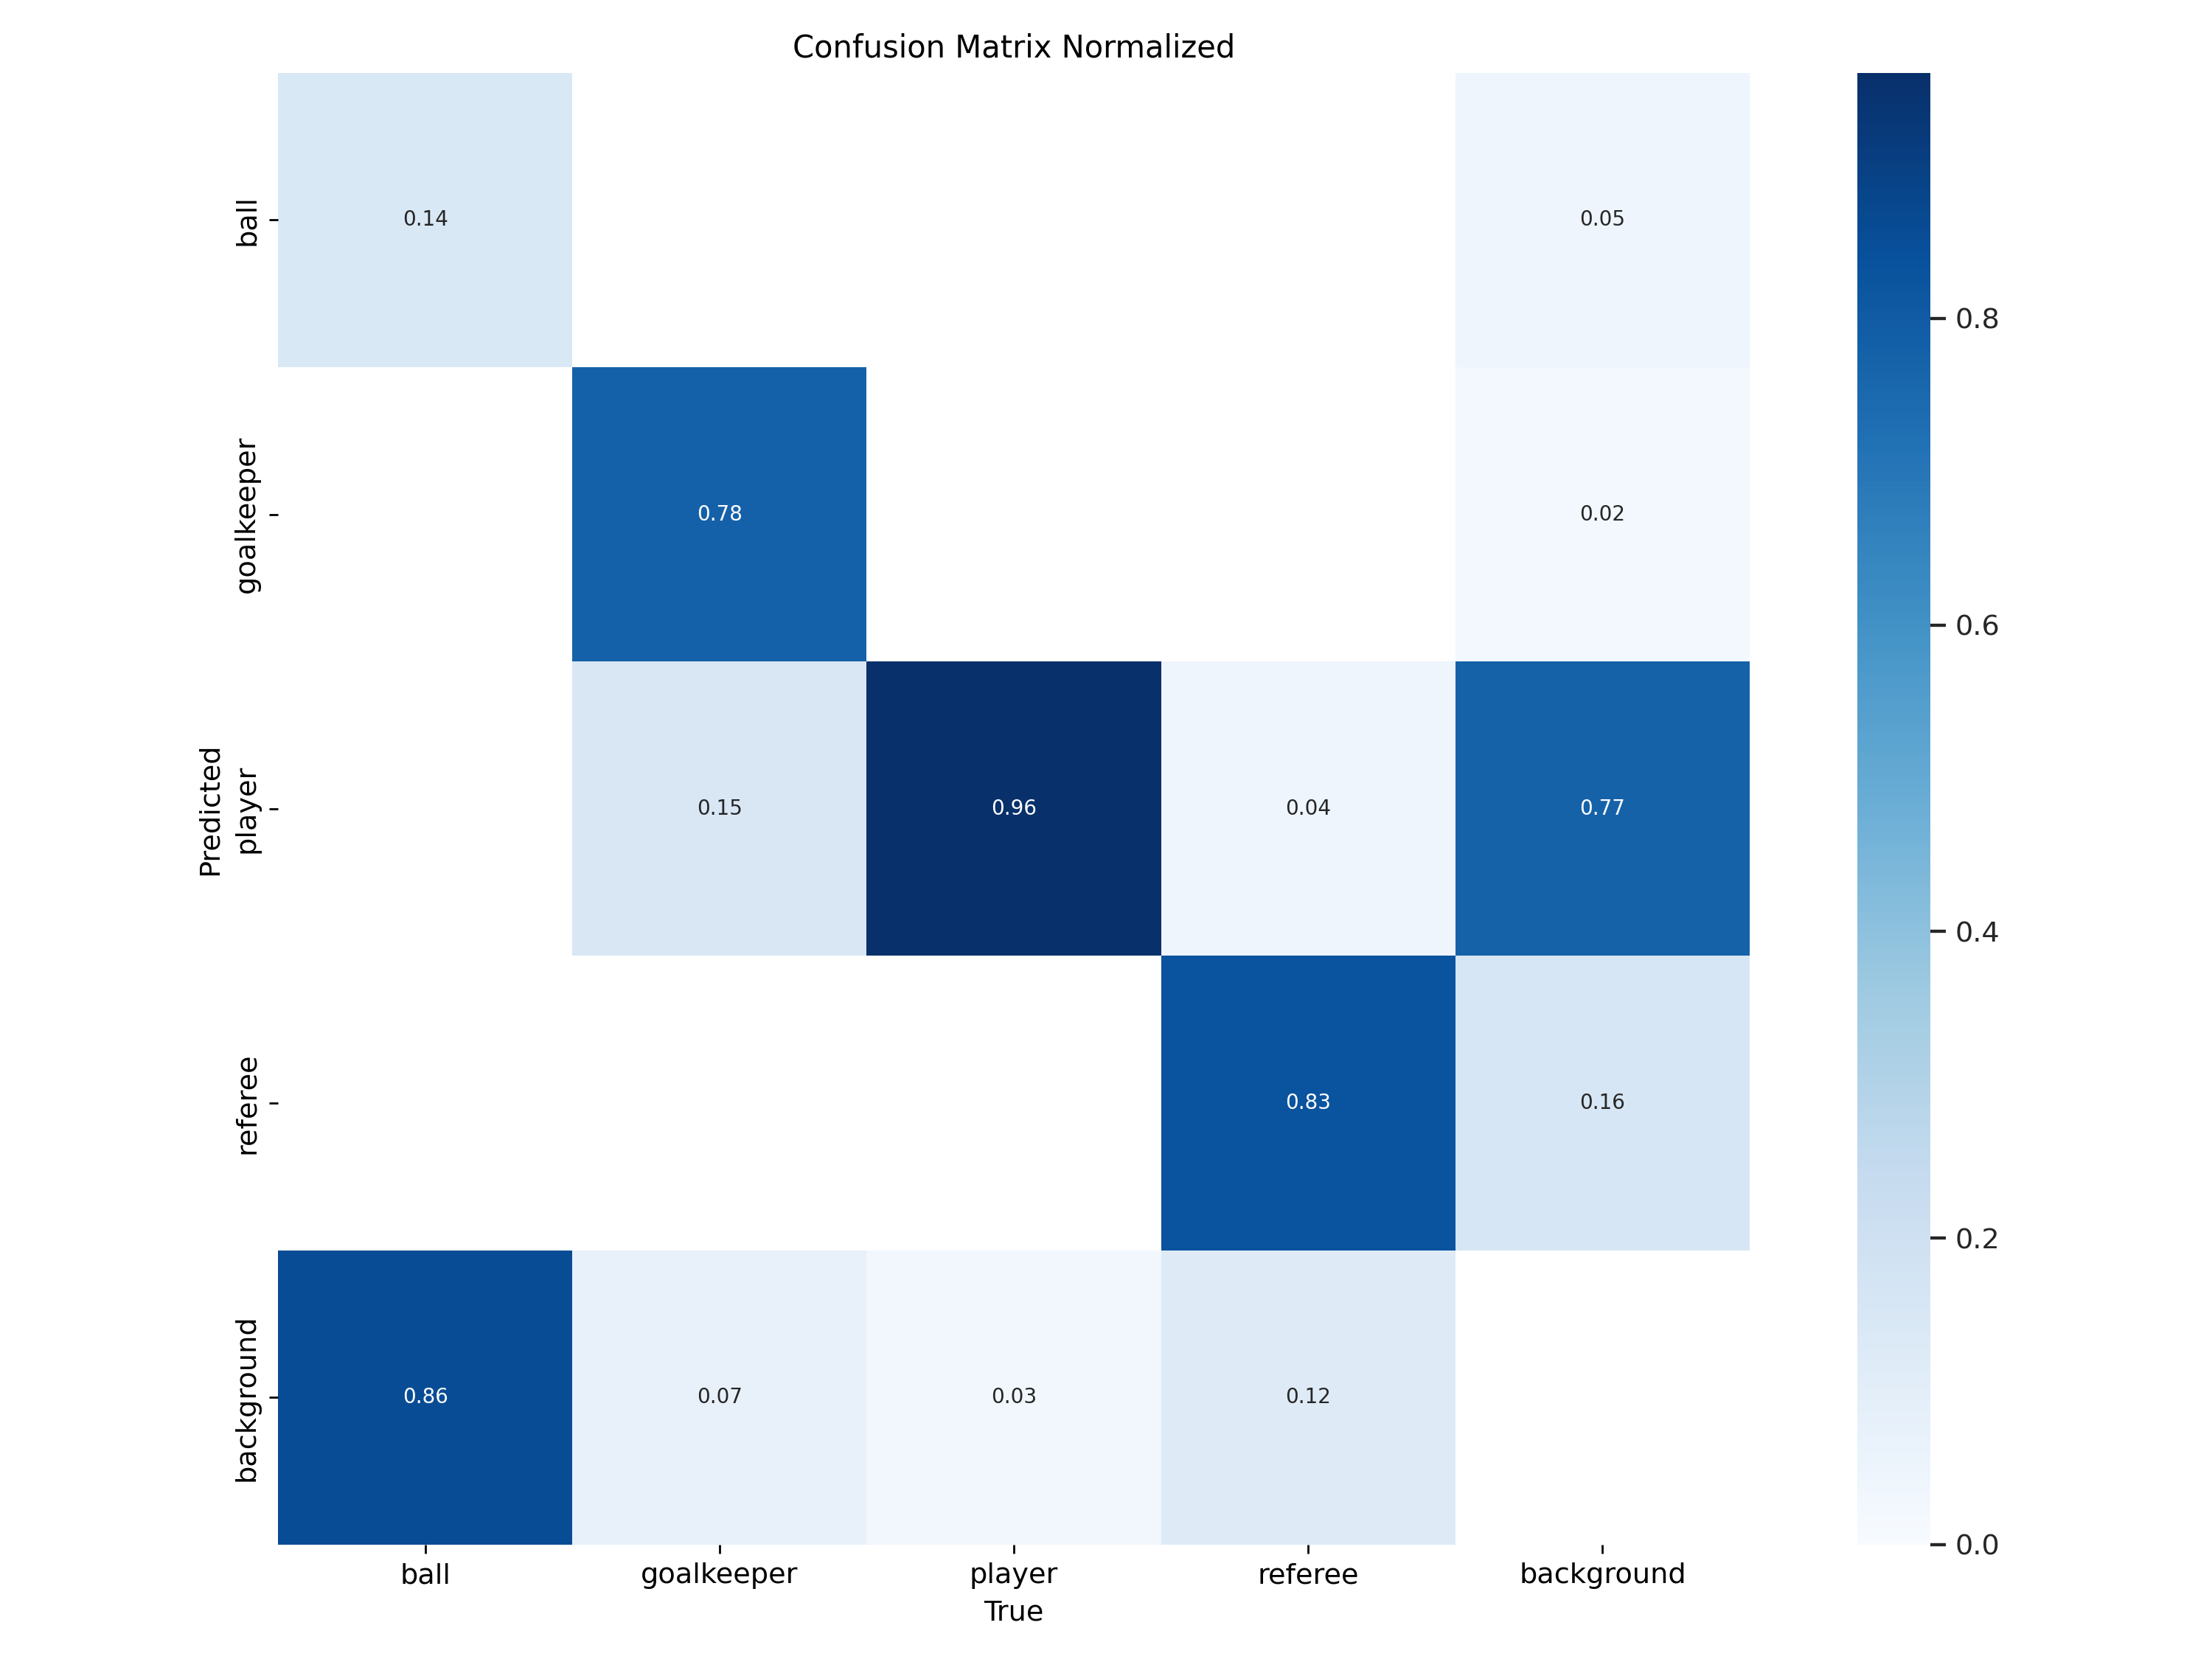 Confusion Matrix Normalized
ball
0.14
0.05
goalkeeper
0.78
0.02
Predicted
player
0.15
0.96
0.04
0.77
referee
0.83
0.16
background
0.86
0.07
0.03
0.12
ball
goalkeeper
player
referee
background
True
0.8
0.6
0.4
0.2
0.0